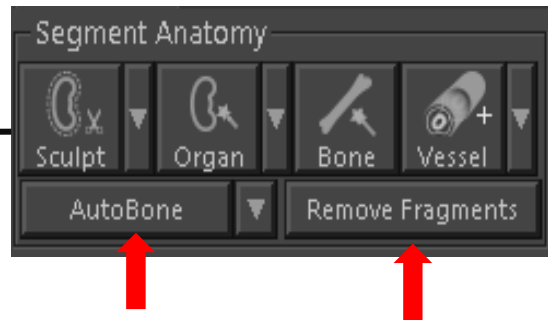 Segment Anatomy
Sculpt Organ Bone Vessel
AutoBone Remove Fragments